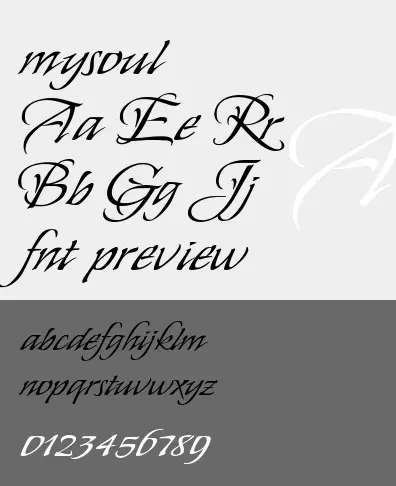 mysoul
Aa Ee Rr
A
Bb Gg Jj
fnt preview
abcdefghijklm
nopqrstuvwxyz
0123456789